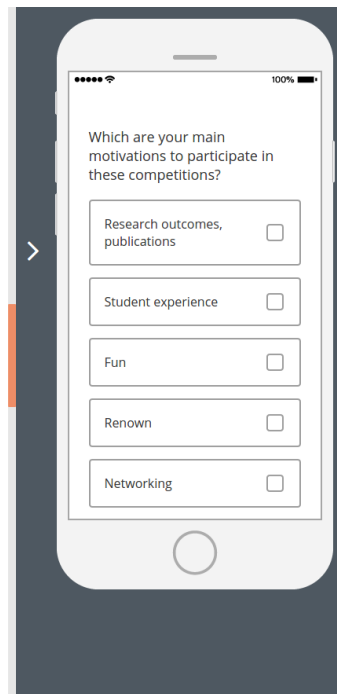 100%
Which are your main
motivations to participate in
these competitions?
Research outcomes,
publications
Student experience
Fun
Renown
Networking